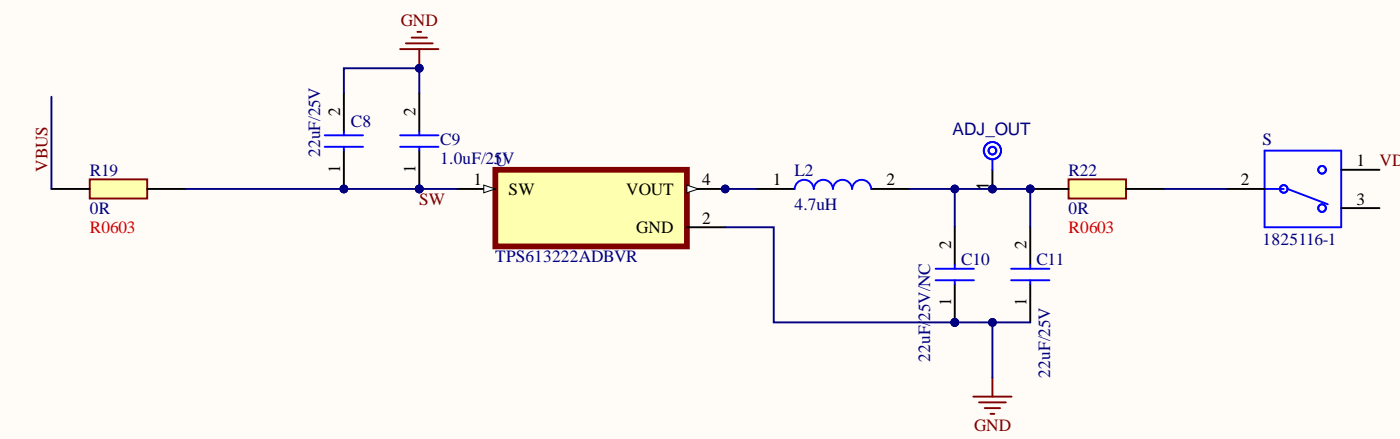 GND
22uF/25V
2
C8
1
2
C9
1.0uF/25V
1
VBUS
R19
0R
R0603
SW
1
SW
VOUT
4
GND
2
TPS613222ADBVR
1
L2
2
4.7uH
ADJ_OUT
1
R22
0R
R0603
2
C10
22uF/25V/NC
1
2
C11
1
22uF/25V
GND
S
2
1
VD
3
1825116-1